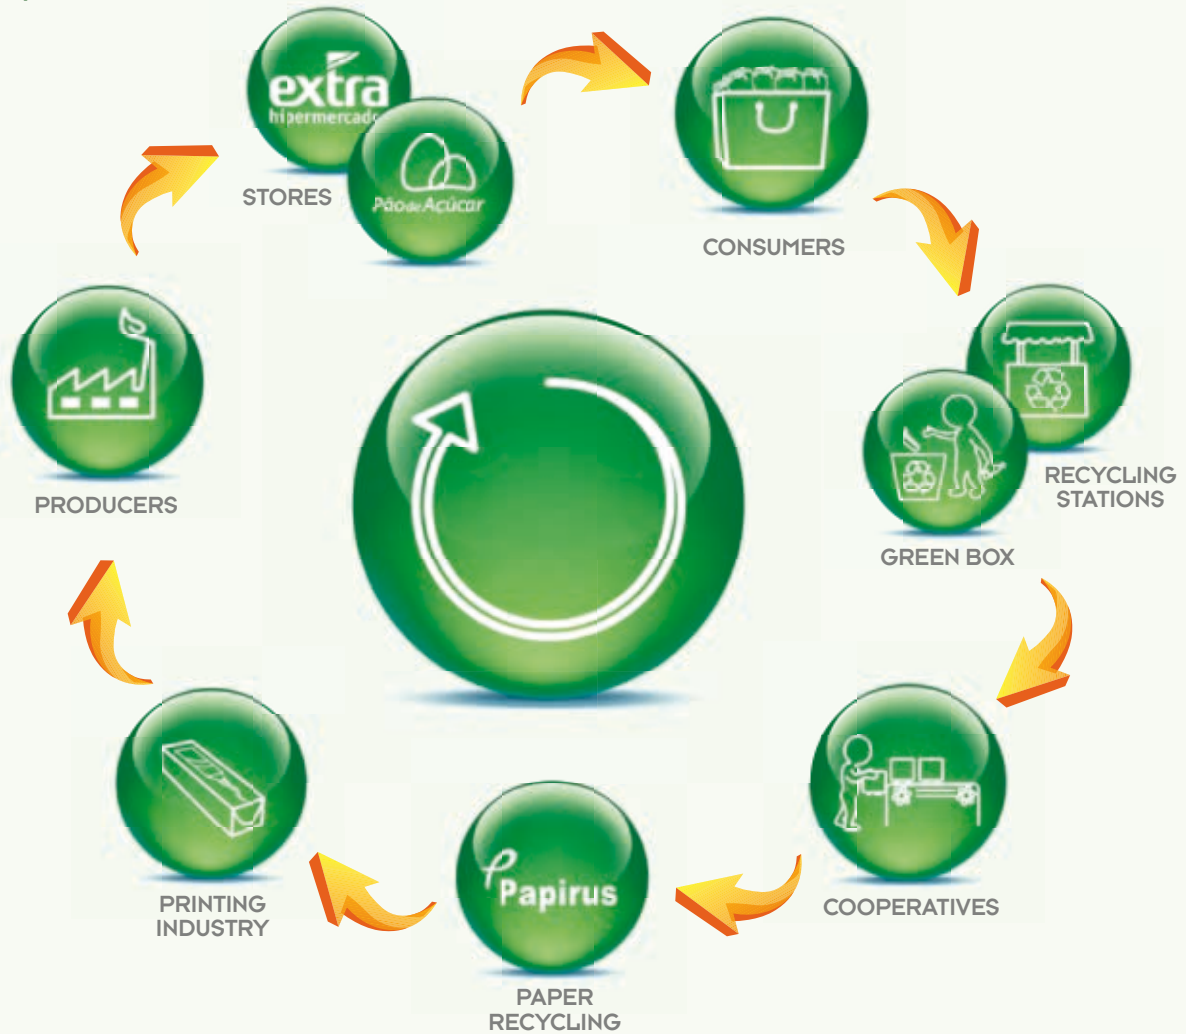 extra
hipermercado
Pão de Açúcar
STORES
CONSUMERS
RECYCLING
STATIONS
GREEN BOX
COOPERATIVES
Papirus
PAPER
RECYCLING
PRINTING
INDUSTRY
PRODUCERS